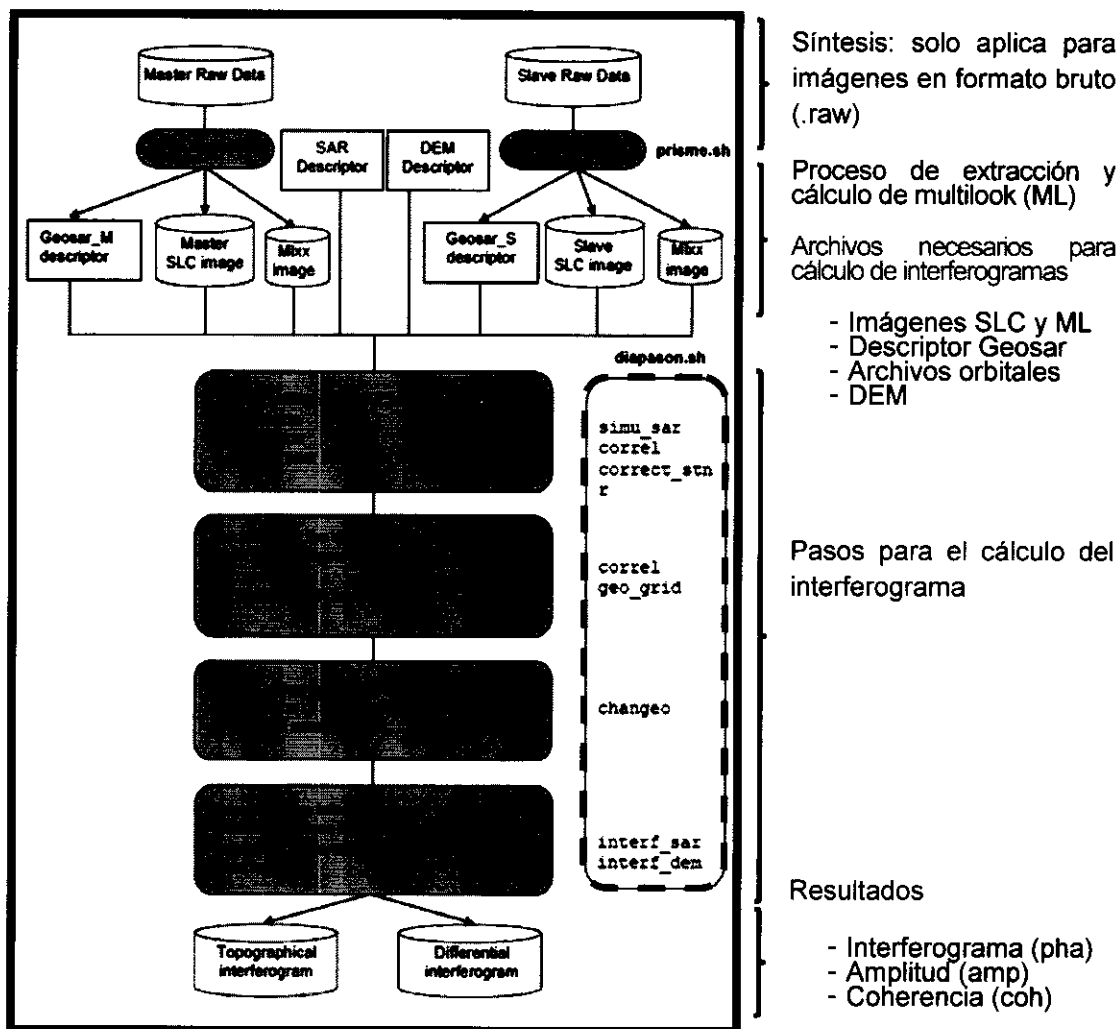 Master Raw Data
Slave Raw Data
SAR
Descriptor
DEM
Descriptor
prisme.sh
Geosar_M
descriptor
Master
SLC image
Mlxx
image
Geosar_S
descriptor
Slave
SLC image
Mlxx
image
diapason.sh
simu_sar
correl
correct_stn
r
correl
geo_grid
changeo
interf_sar
interf_dem
Topographical
interferogram
Differential
interferogram
Síntesis: solo aplica para
imágenes en formato bruto
(.raw)
Proceso de extracción y
cálculo de multilook (ML)
Archivos necesarios para
cálculo de interferogramas
- Imágenes SLC y ML
- Descriptor Geosar
- Archivos orbitales
- DEM
Pasos para el cálculo del
interferograma
Resultados
- Interferograma (pha)
- Amplitud (amp)
- Coherencia (coh)